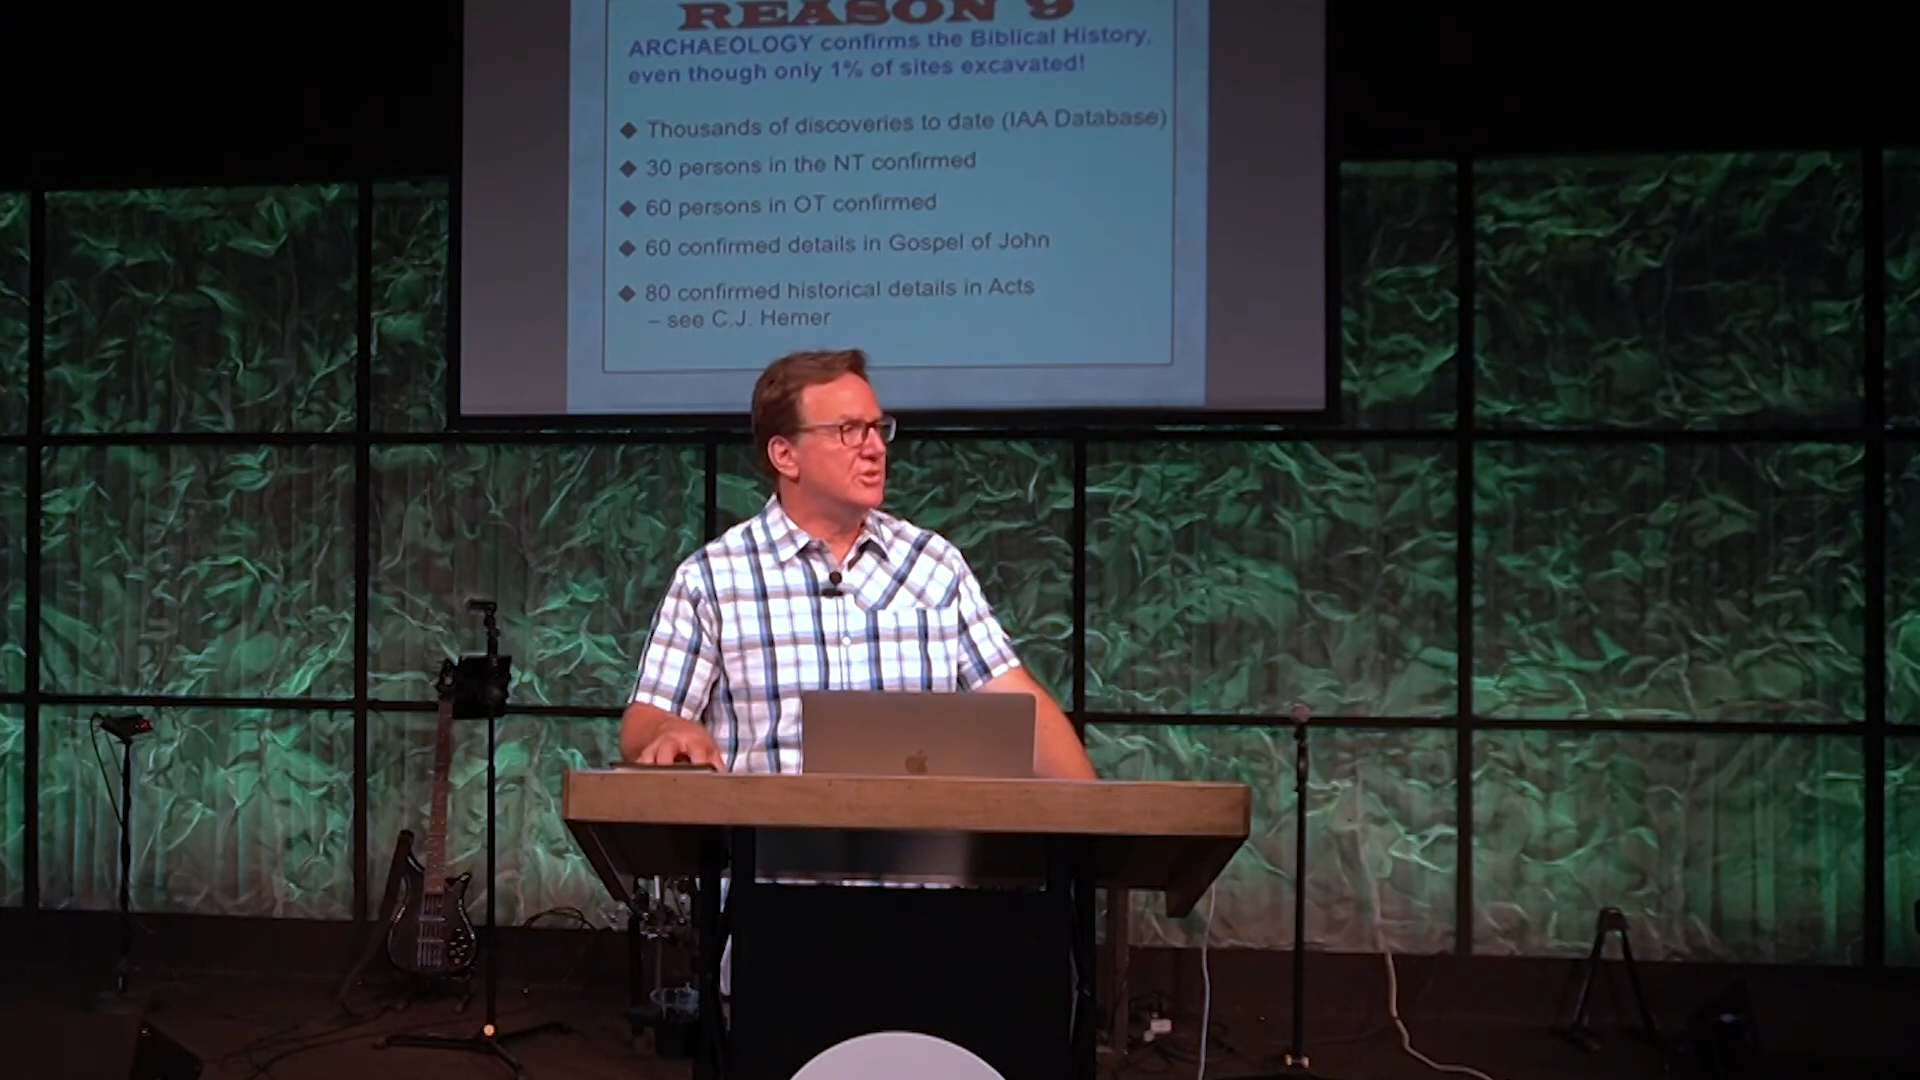 REASON 9
ARCHAEOLOGY confirms the Biblical History,
even though only 1% of sites excavated!
◆ Thousands of discoveries to date (IAA Database)
◆ 30 persons in the NT confirmed
◆ 60 persons in OT confirmed
◆ 60 confirmed details in Gospel of John
◆ 80 confirmed historical details in Acts
– see C.J. Hemer